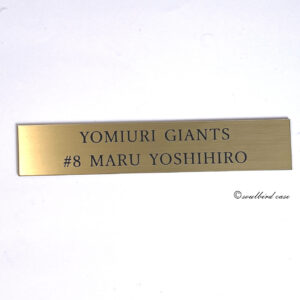 YOMIURI GIANTS
#8 MARU YOSHIHIRO
©soulbird case